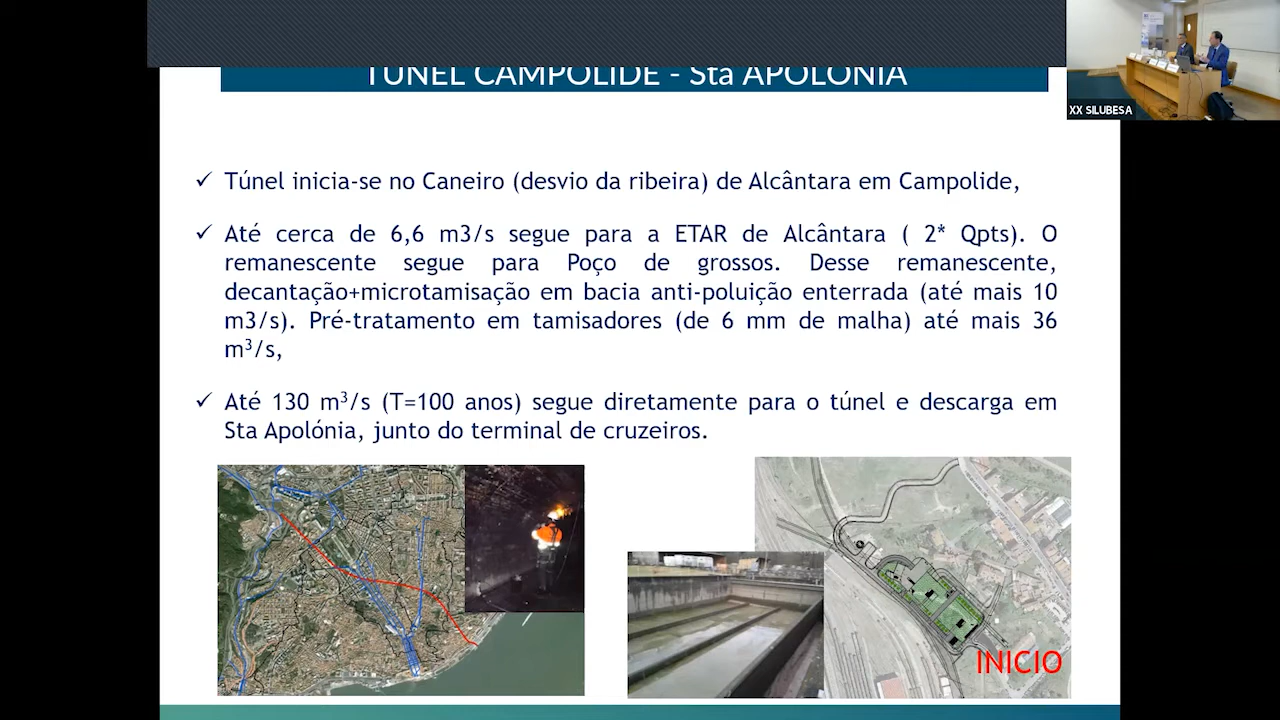 TÚNEL CAMPOLIDE - Sta APOLÓNIA
XX SILUBESA
✓ Túnel inicia-se no Caneiro (desvio da ribeira) de Alcântara em Campolide,
✓ Até cerca de 6,6 m3/s segue para a ETAR de Alcântara ( 2* Qpts). O
remanescente segue para Poço de grossos. Desse remanescente,
decantação+microtamisação em bacia anti-poluição enterrada (até mais 10
m3/s). Pré-tratamento em tamisadores (de 6 mm de malha) até mais 36
m³/s,
✓ Até 130 m³/s (T=100 anos) segue diretamente para o túnel e descarga em
Sta Apolónia, junto do terminal de cruzeiros.
INICIO